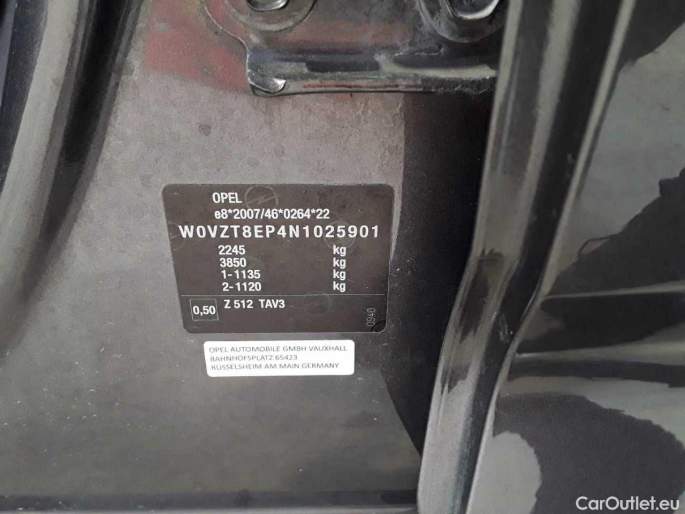 OPEL
e8*2007/46*0264*22
W0VZT8EP4N1025901
2245 kg
3850 kg
1-1135 kg
2-1120 kg
0,50 Z 512 TAV3
0940
OPEL AUTOMOBILE GMBH VAUXHALL
BAHNHOFSPLATZ 65423
RUSSELSHEIM AM MAIN GERMANY
CarOutlet.eu